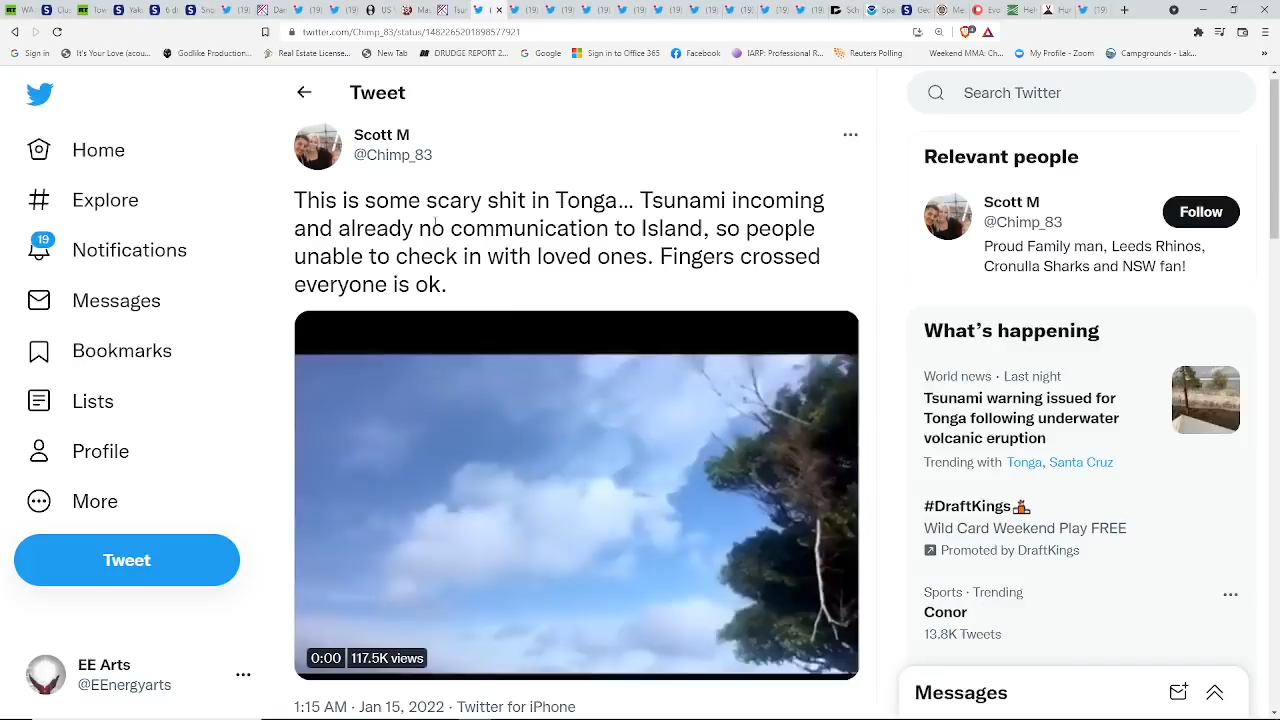 twitter.com/Chimp_83/status/1482265201898577921
Sign in
It's Your Love (acou...
Godlike Production...
Real Estate License...
New Tab
DRUDGE REPORT 2...
Google
Sign in to Office 365
Facebook
IARP: Professional R...
Reuters Polling
Weekend MMA: Ch...
My Profile - Zoom
Campgrounds - Lak...
Tweet
Search Twitter
Scott M
@Chimp_83
This is some scary shit in Tonga... Tsunami incoming
and already no communication to Island, so people
unable to check in with loved ones. Fingers crossed
everyone is ok.
0:00
117.5K views
1:15 AM · Jan 15, 2022 · Twitter for iPhone
Home
Explore
19
Notifications
Messages
Bookmarks
Lists
Profile
More
Tweet
EE Arts
@EEnergyarts
Relevant people
Scott M
@Chimp_83
Follow
Proud Family man, Leeds Rhinos,
Cronulla Sharks and NSW fan!
What's happening
World news · Last night
Tsunami warning issued for
Tonga following underwater
volcanic eruption
Trending with Tonga, Santa Cruz
#DraftKings
Wild Card Weekend Play FREE
Promoted by DraftKings
Sports · Trending
Conor
13.8K Tweets
Messages